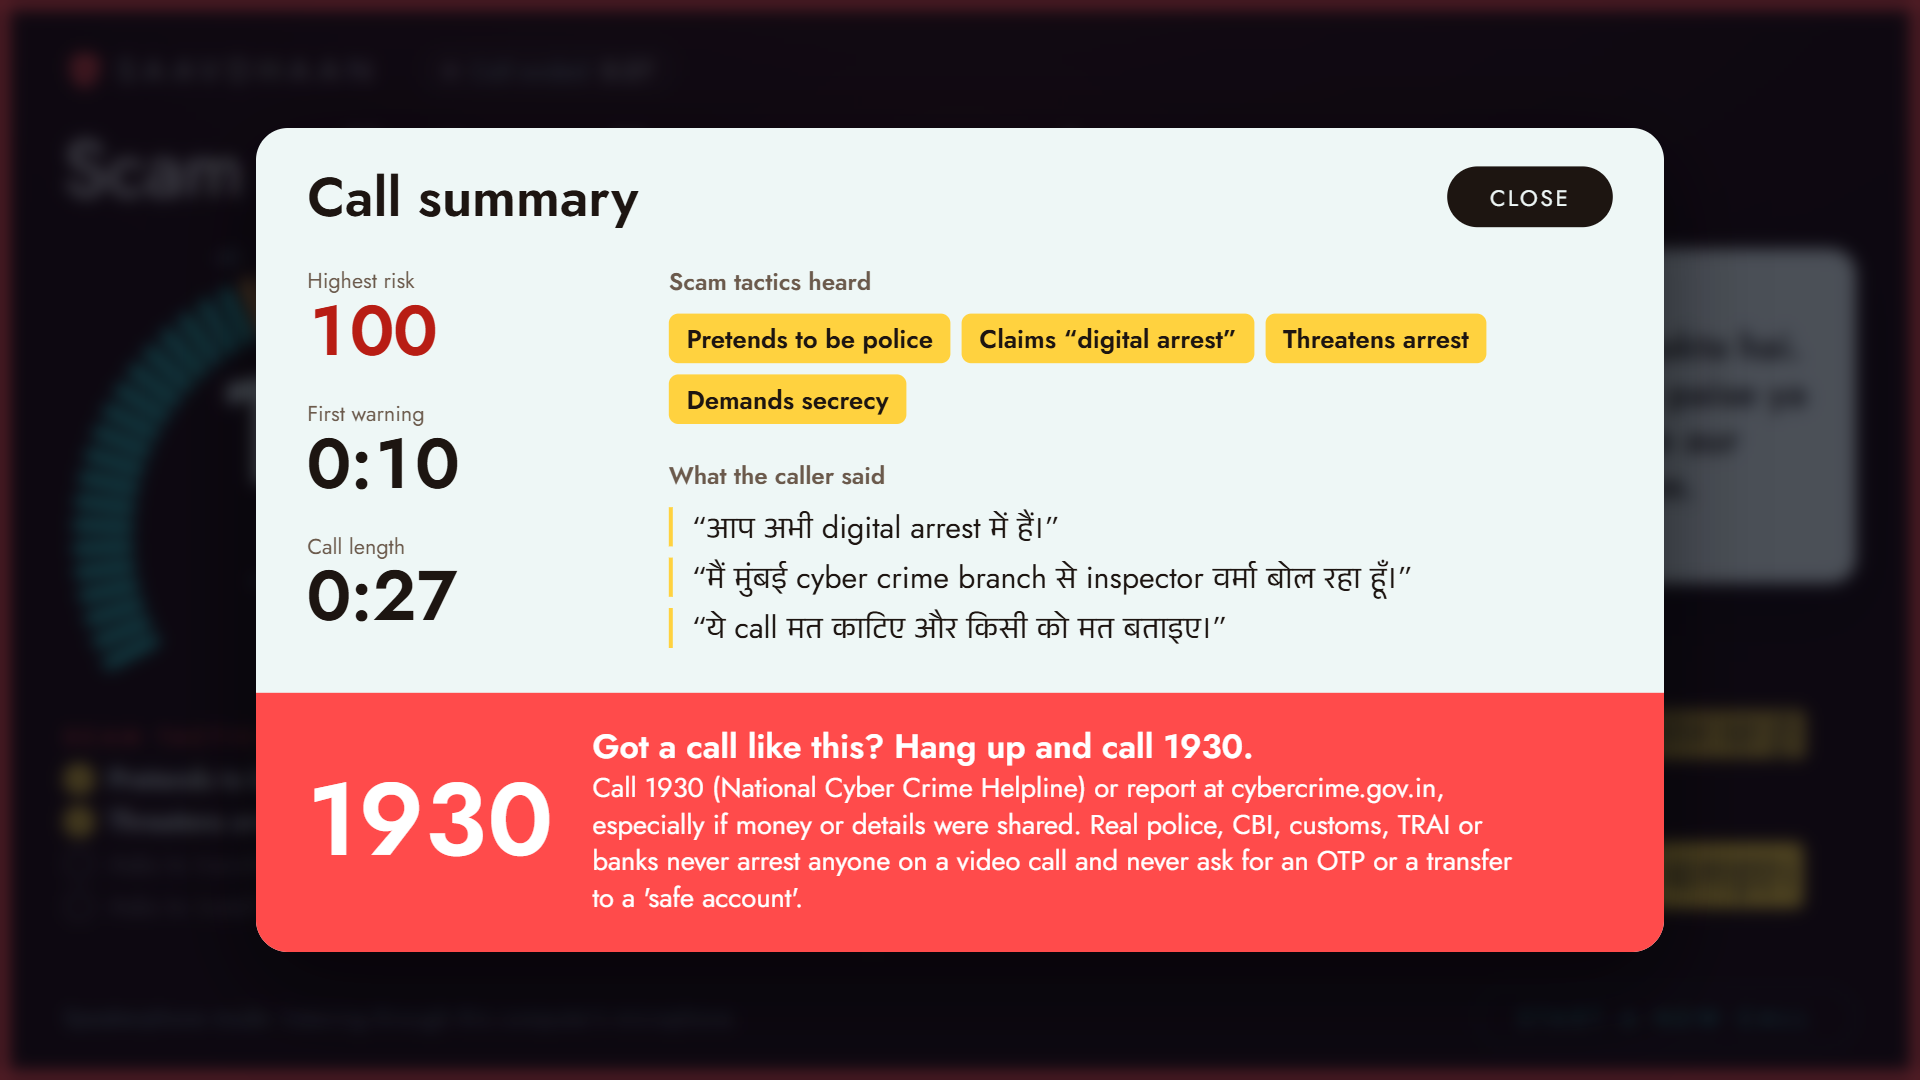 Scam
Call summary
CLOSE
Highest risk
100
First warning
0:10
Call length
0:27
Scam tactics heard
Pretends to be police
Claims “digital arrest”
Threatens arrest
Demands secrecy
What the caller said
“आप अभी digital arrest में हैं।”
“मैं मुंबई cyber crime branch से inspector वर्मा बोल रहा हूँ।”
“ये call मत काटिए और किसी को मत बताइए।”
1930
Got a call like this? Hang up and call 1930.
Call 1930 (National Cyber Crime Helpline) or report at cybercrime.gov.in,
especially if money or details were shared. Real police, CBI, customs, TRAI or
banks never arrest anyone on a video call and never ask for an OTP or a transfer
to a 'safe account'.